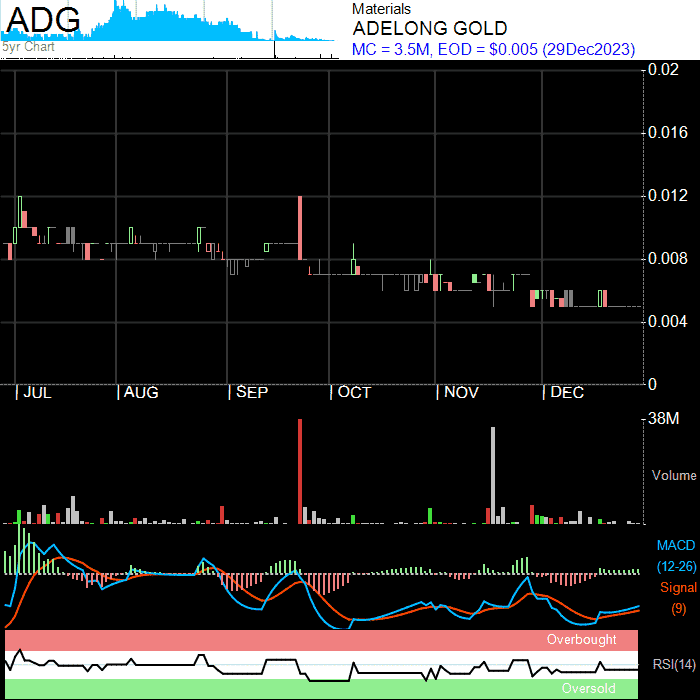 ADG
5yr Chart
Materials
ADELONG GOLD
MC = 3.5M, EOD = $0.005 (29Dec2023)
0.02
0.016
0.012
0.008
0.004
0
JUL AUG SEP OCT NOV DEC
38M
Volume
MACD
(12-26)
Signal
(9)
Overbought
RSI(14)
Oversold